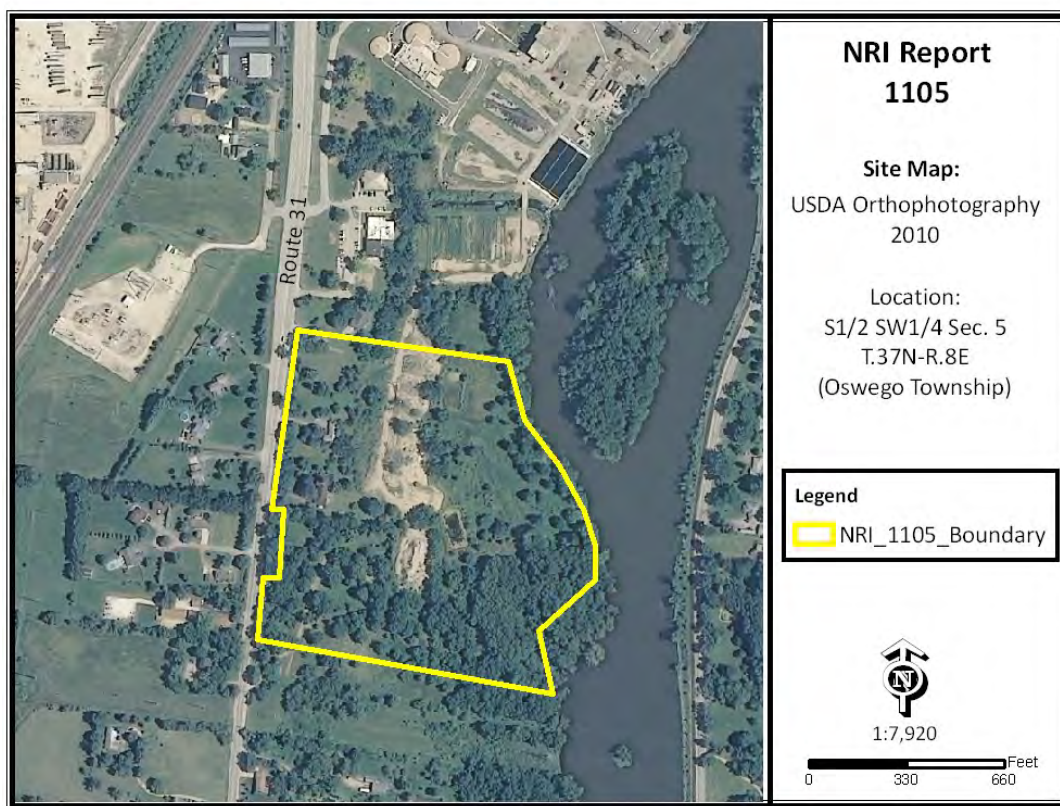 NRI Report
1105
Site Map:
USDA Orthophotography
2010
Location:
S1/2 SW1/4 Sec. 5
T.37N-R.8E
(Oswego Township)
Route 31
Legend
NRI_1105_Boundary
N
1:7,920
Feet
0 330 660